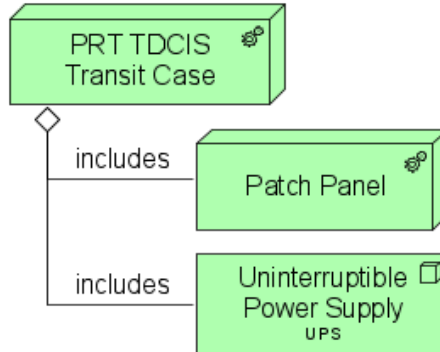 PRT TDCIS
Transit Case
includes
Patch Panel
includes
Uninterruptible
Power Supply
UPS